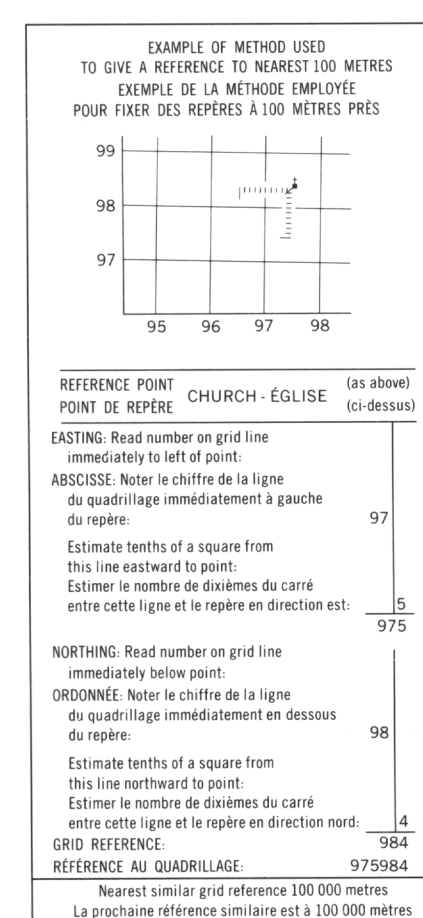 EXAMPLE OF METHOD USED
TO GIVE A REFERENCE TO NEAREST 100 METRES
EXEMPLE DE LA MÉTHODE EMPLOYÉE
POUR FIXER DES REPÈRES À 100 MÈTRES PRÈS
99
98
97
95 96 97 98
REFERENCE POINT
POINT DE REPÈRE
CHURCH - ÉGLISE
(as above)
(ci-dessus)
EASTING: Read number on grid line
immediately to left of point:
ABSCISSE: Noter le chiffre de la ligne
du quadrillage immédiatement à gauche
du repère: 97
Estimate tenths of a square from
this line eastward to point:
Estimer le nombre de dixièmes du carré
entre cette ligne et le repère en direction est: 5
975
NORTHING: Read number on grid line
immediately below point:
ORDONNÉE: Noter le chiffre de la ligne
du quadrillage immédiatement en dessous
du repère: 98
Estimate tenths of a square from
this line northward to point:
Estimer le nombre de dixièmes du carré
entre cette ligne et le repère en direction nord: 4
GRID REFERENCE: 984
RÉFÉRENCE AU QUADRILLAGE: 975984
Nearest similar grid reference 100 000 metres
La prochaine référence similaire est à 100 000 mètres